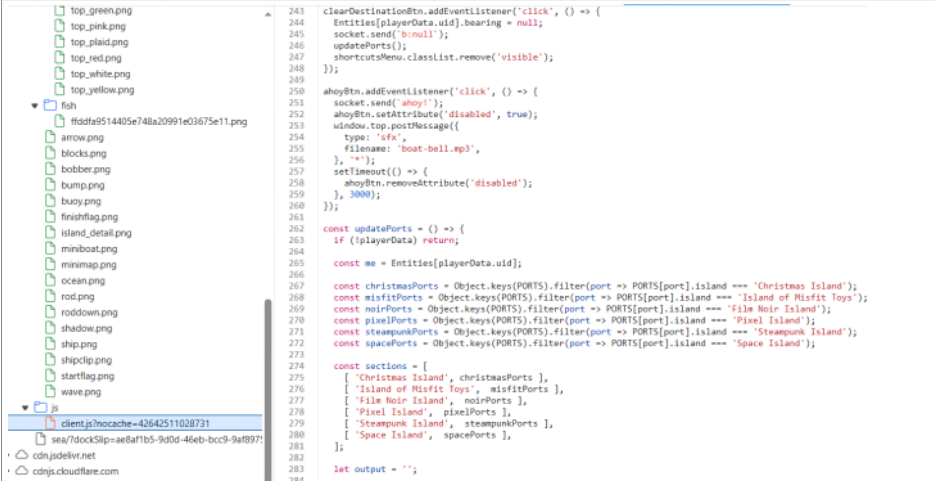 top_green.png
top_pink.png
top_plaid.png
top_red.png
top_white.png
top_yellow.png
fish
ffddfa9514405e748a20991e03675e11.png
arrow.png
blocks.png
bobber.png
bump.png
buoy.png
finishflag.png
island_detail.png
miniboat.png
minimap.png
ocean.png
rod.png
roddown.png
shadow.png
ship.png
shipclip.png
startflag.png
wave.png
js
client.js?nocache=42642511028731
sea/?dockSlip=ae8af1b5-9d0d-46eb-bcc9-9af897
cdn.jsdelivr.net
cdnjs.cloudflare.com
243 clearDestinationBtn.addEventListener('click', () => {
244 Entities[playerData.uid].bearing = null;
245 socket.send(`b:null`);
246 updatePorts();
247 shortcutsMenu.classList.remove('visible');
248 });
249
250 ahoyBtn.addEventListener('click', () => {
251 socket.send(`ahoy!`);
252 ahoyBtn.setAttribute('disabled', true);
253 window.top.postMessage({
254 type: 'sfx',
255 filename: 'boat-bell.mp3',
256 }, '*');
257 setTimeout(() => {
258 ahoyBtn.removeAttribute('disabled');
259 }, 3000);
260 });
261
262 const updatePorts = () => {
263 if (!playerData) return;
264
265 const me = Entities[playerData.uid];
266
267 const christmasPorts = Object.keys(PORTS).filter(port => PORTS[port].island === 'Christmas Island');
268 const misfitPorts = Object.keys(PORTS).filter(port => PORTS[port].island === 'Island of Misfit Toys');
269 const noirPorts = Object.keys(PORTS).filter(port => PORTS[port].island === 'Film Noir Island');
270 const pixelPorts = Object.keys(PORTS).filter(port => PORTS[port].island === 'Pixel Island');
271 const steampunkPorts = Object.keys(PORTS).filter(port => PORTS[port].island === 'Steampunk Island');
272 const spacePorts = Object.keys(PORTS).filter(port => PORTS[port].island === 'Space Island');
273
274 const sections = [
275 [ 'Christmas Island', christmasPorts ],
276 [ 'Island of Misfit Toys', misfitPorts ],
277 [ 'Film Noir Island', noirPorts ],
278 [ 'Pixel Island', pixelPorts ],
279 [ 'Steampunk Island', steampunkPorts ],
280 [ 'Space Island', spacePorts ],
281 ];
282
283 let output = '';
284